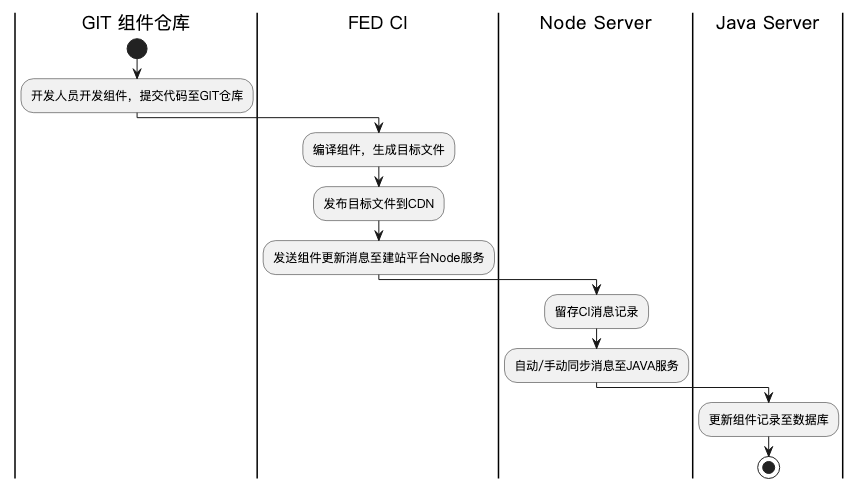 GIT 组件仓库
FED CI
Node Server
Java Server
开发人员开发组件，提交代码至GIT仓库
编译组件，生成目标文件
发布目标文件到CDN
发送组件更新消息至建站平台Node服务
留存CI消息记录
自动/手动同步消息至JAVA服务
更新组件记录至数据库